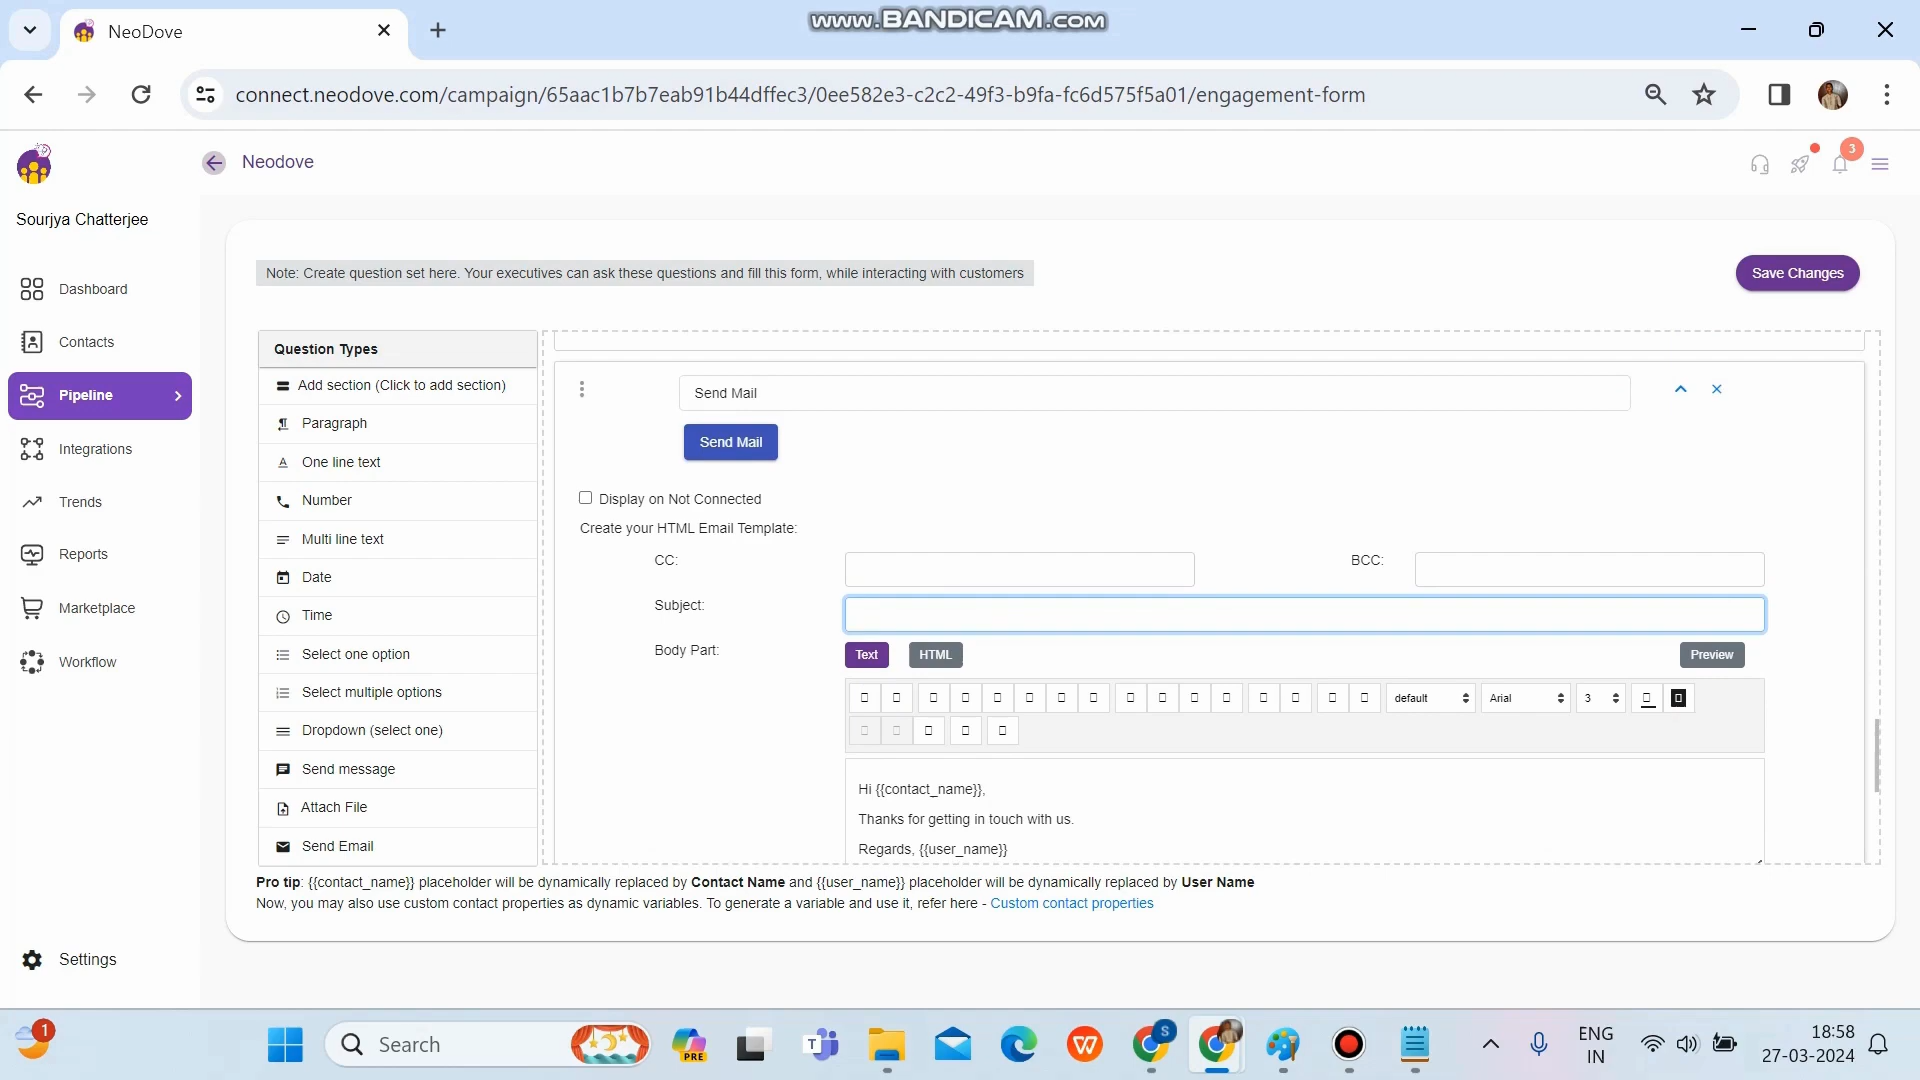 NeoDove
www.BANDICAM.com
connect.neodove.com/campaign/65aac1b7b7eab91b44dffec3/0ee582e3-c2c2-49f3-b9fa-fc6d575f5a01/engagement-form
Neodove
3
Sourjya Chatterjee
Dashboard
Contacts
Pipeline
Integrations
Trends
Reports
Marketplace
Workflow
Settings
Note: Create question set here. Your executives can ask these questions and fill this form, while interacting with customers
Save Changes
Question Types
Add section (Click to add section)
Paragraph
One line text
Number
Multi line text
Date
Time
Select one option
Select multiple options
Dropdown (select one)
Send message
Attach File
Send Email
Send Mail
Send Mail
Display on Not Connected
Create your HTML Email Template:
CC:
BCC:
Subject:
Body Part:
Text
HTML
Preview
default
Arial
3
Hi {{contact_name}},
Thanks for getting in touch with us.
Regards, {{user_name}}
Pro tip: {{contact_name}} placeholder will be dynamically replaced by Contact Name and {{user_name}} placeholder will be dynamically replaced by User Name
Now, you may also use custom contact properties as dynamic variables. To generate a variable and use it, refer here - Custom contact properties
1
Search
PRE
T
S
ENG
IN
18:58
27-03-2024